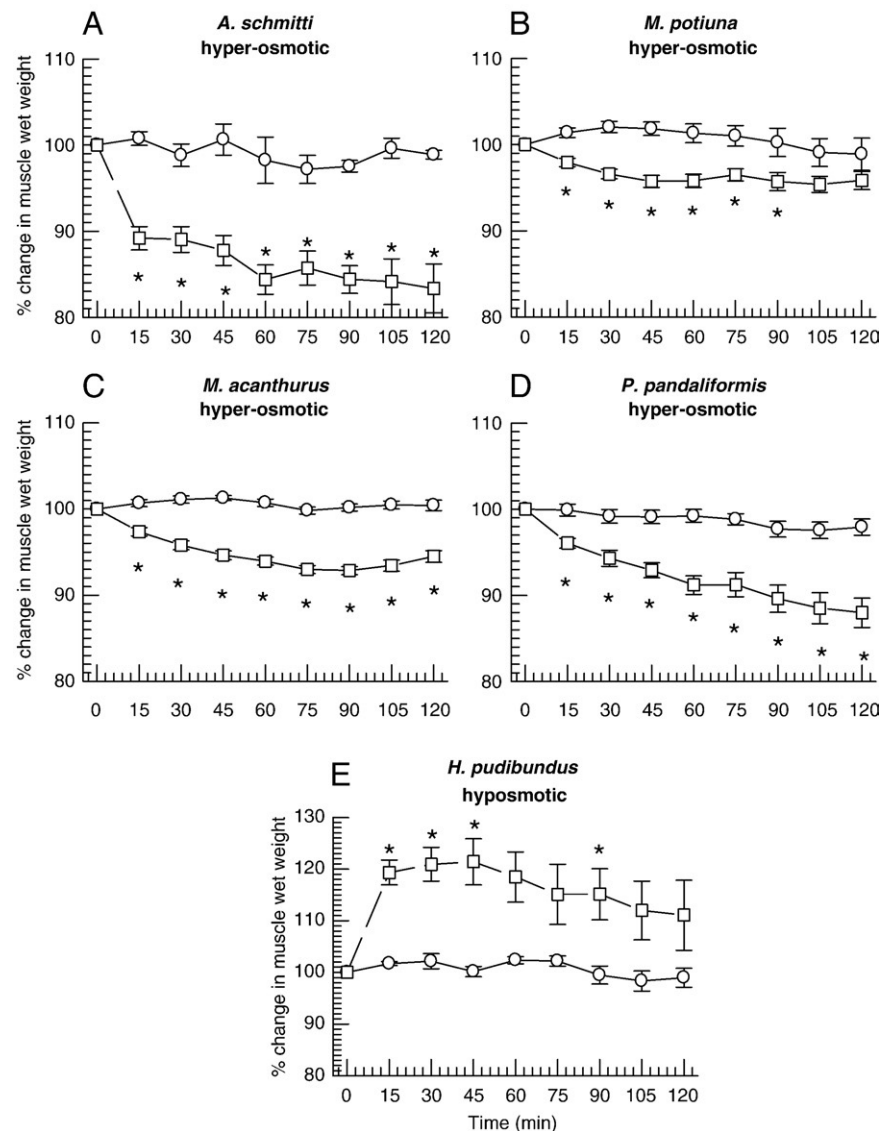 A
A. schmitti
hyper-osmotic
% change in muscle wet weight
110
100
90
80
0 15 30 45 60 75 90 105 120
* * * * * * * *
B
M. potiuna
hyper-osmotic
110
100
90
80
0 15 30 45 60 75 90 105 120
* * * * * *
C
M. acanthurus
hyper-osmotic
% change in muscle wet weight
110
100
90
80
0 15 30 45 60 75 90 105 120
* * * * * * * *
D
P. pandaliformis
hyper-osmotic
110
100
90
80
0 15 30 45 60 75 90 105 120
* * * * * * * *
E
H. pudibundus
hyposmotic
% change in muscle wet weight
130
120
110
100
90
80
* * * *
0 15 30 45 60 75 90 105 120
Time (min)